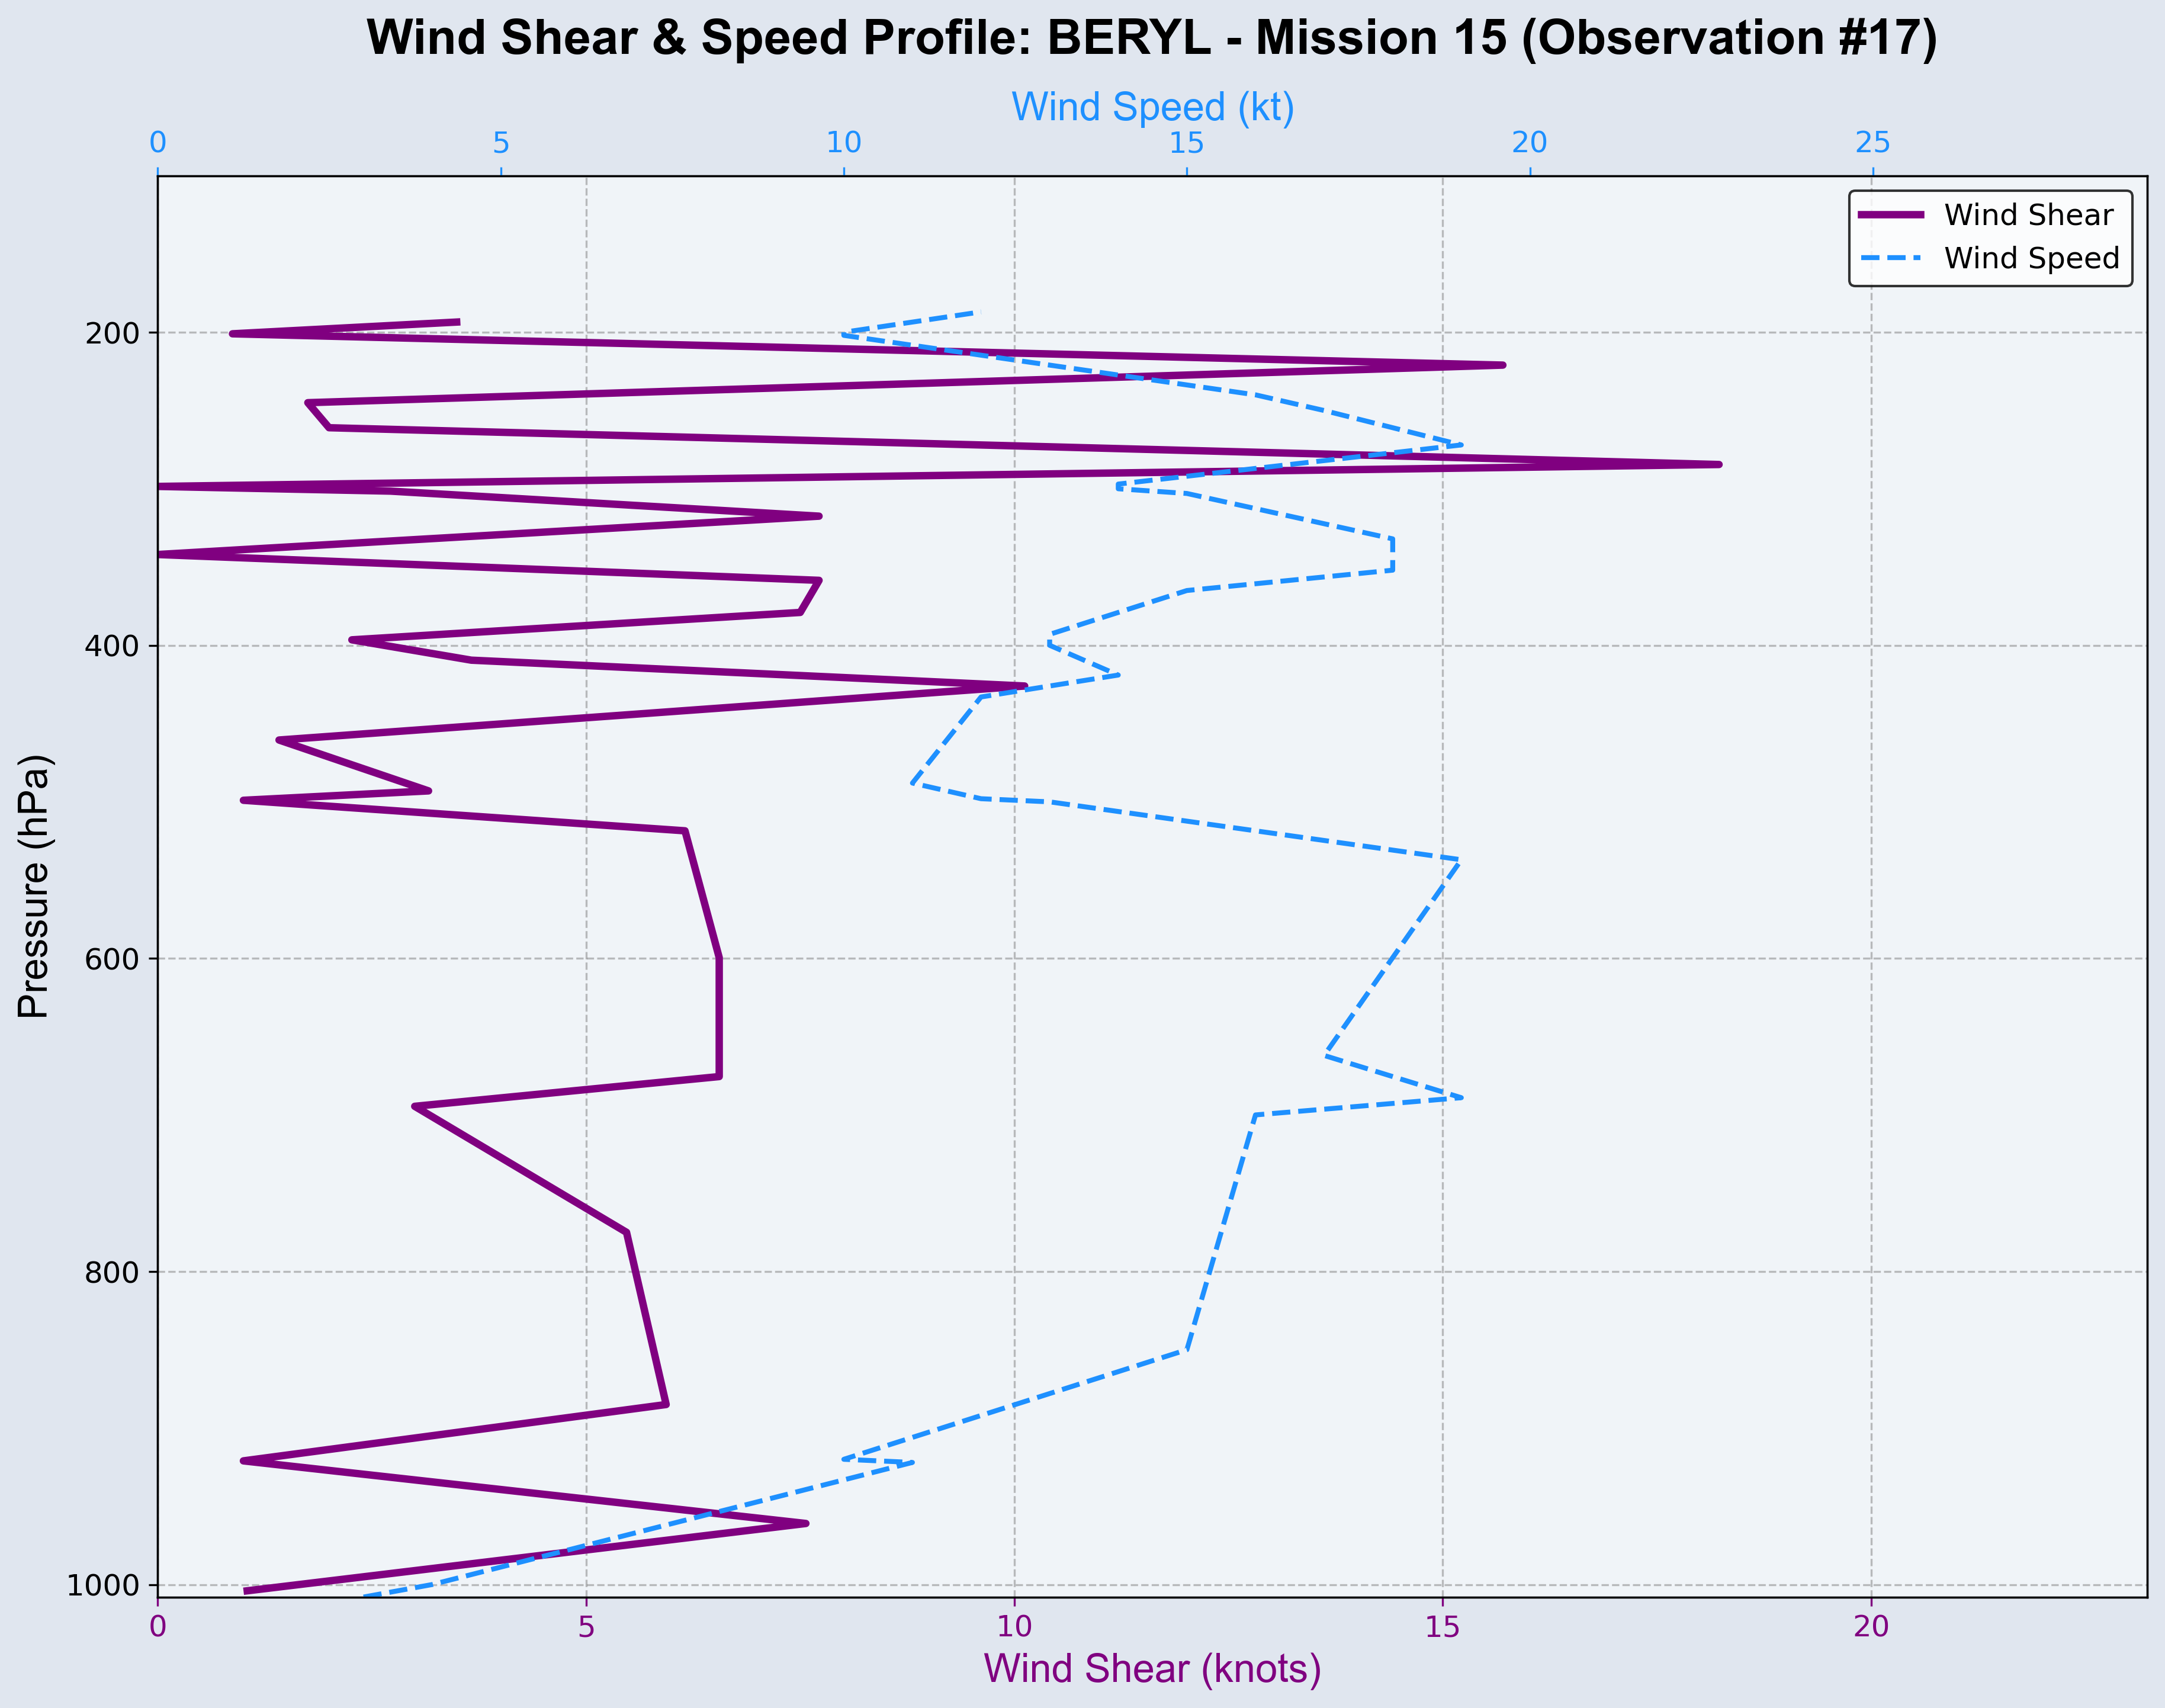 Wind Shear & Speed Profile: BERYL - Mission 15 (Observation #17)
Wind Speed (kt)
0 5 10 15 20 25
Wind Shear
Wind Speed
200
400
600
800
1000
Pressure (hPa)
0 5 10 15 20
Wind Shear (knots)